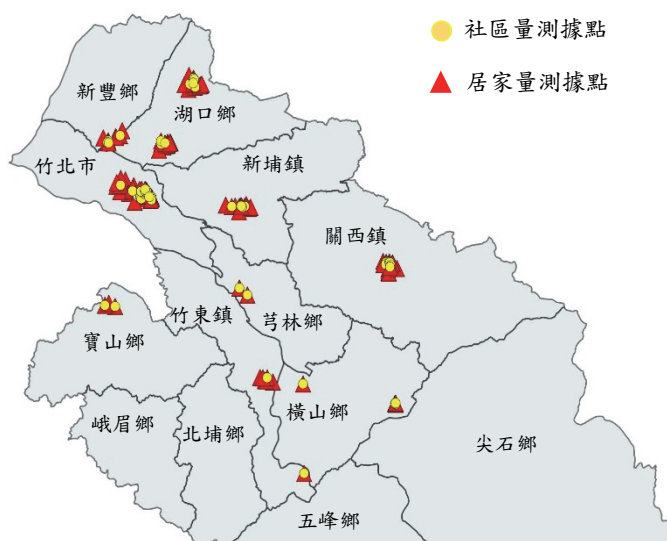 社區量測據點
居家量測據點
新豐鄉
湖口鄉
竹北市
新埔鎮
關西鎮
竹東鎮
芎林鄉
寶山鄉
橫山鄉
峨眉鄉
北埔鄉
尖石鄉
五峰鄉